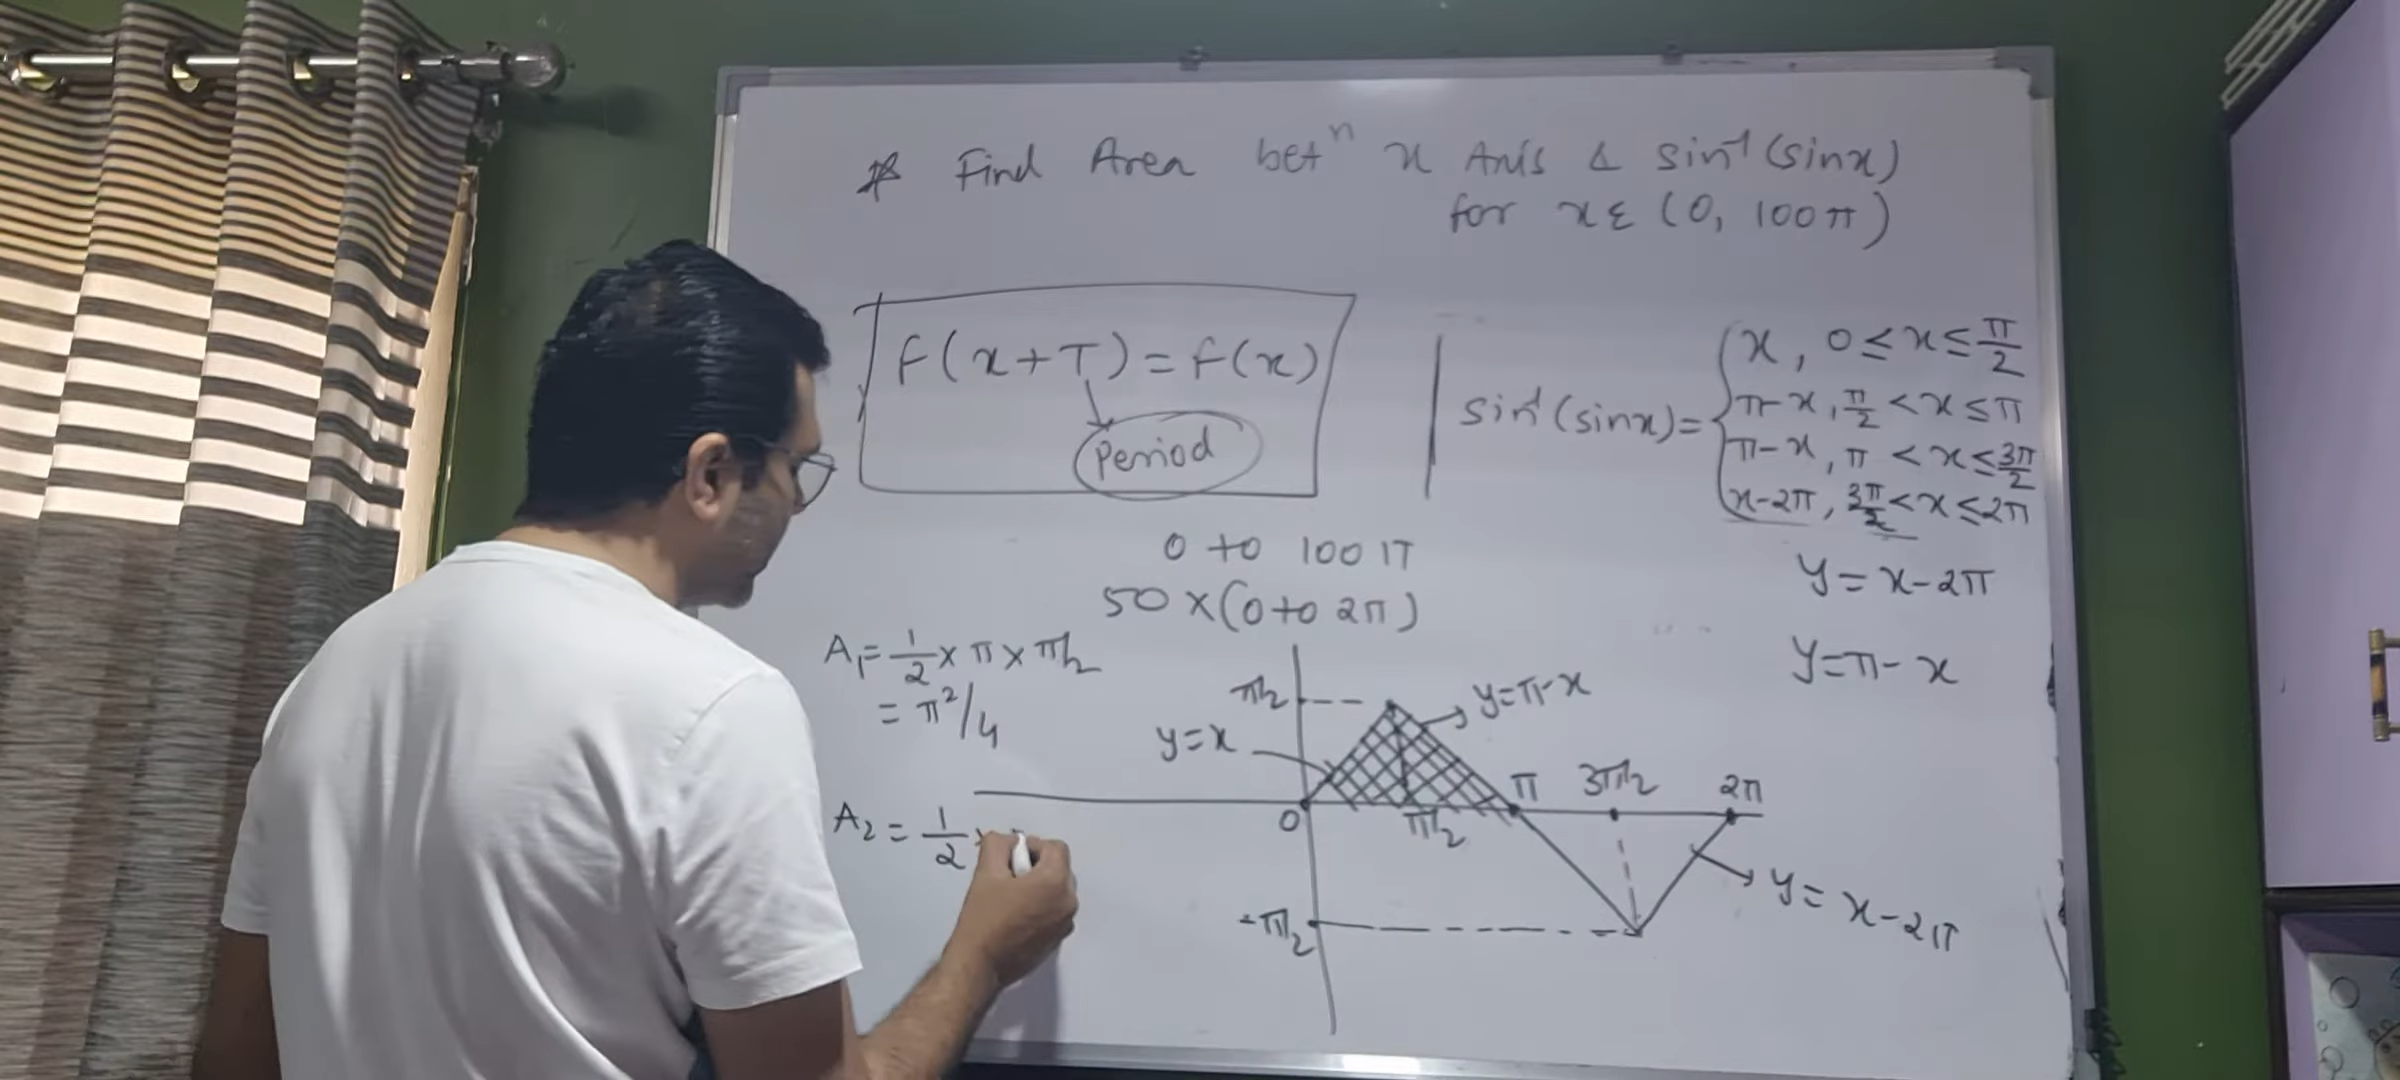 * Find Area betⁿ x Axis & sin⁻¹(sinx)
for x ε (0, 100π)
f(x+T) = f(x)
Period
sin⁻¹(sinx) =
x, 0 ≤ x ≤ π/2
π-x, π/2 < x ≤ π
π-x, π < x ≤ 3π/2
x-2π, 3π/2 < x ≤ 2π
0 to 100π
50 × (0 to 2π)
y = x-2π
y = π-x
A₁ = 1/2 × π × π/2
= π²/4
A₂ = 1/2 ×
π/2
y=π-x
y=x
0
π/2
π
3π/2
2π
-π/2
y = x-2π